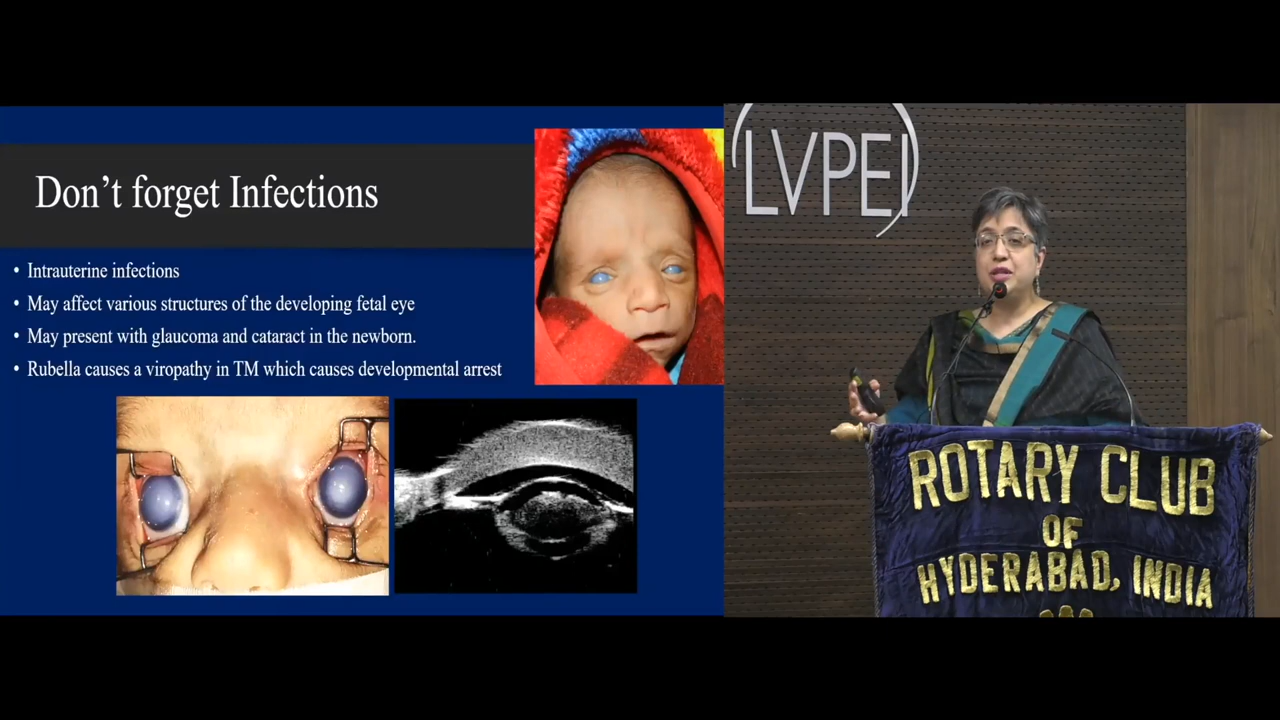 Don't forget Infections
• Intrauterine infections
• May affect various structures of the developing fetal eye
• May present with glaucoma and cataract in the newborn.
• Rubella causes a viropathy in TM which causes developmental arrest
LVPEI
ROTARY CLUB
OF
HYDERABAD, INDIA